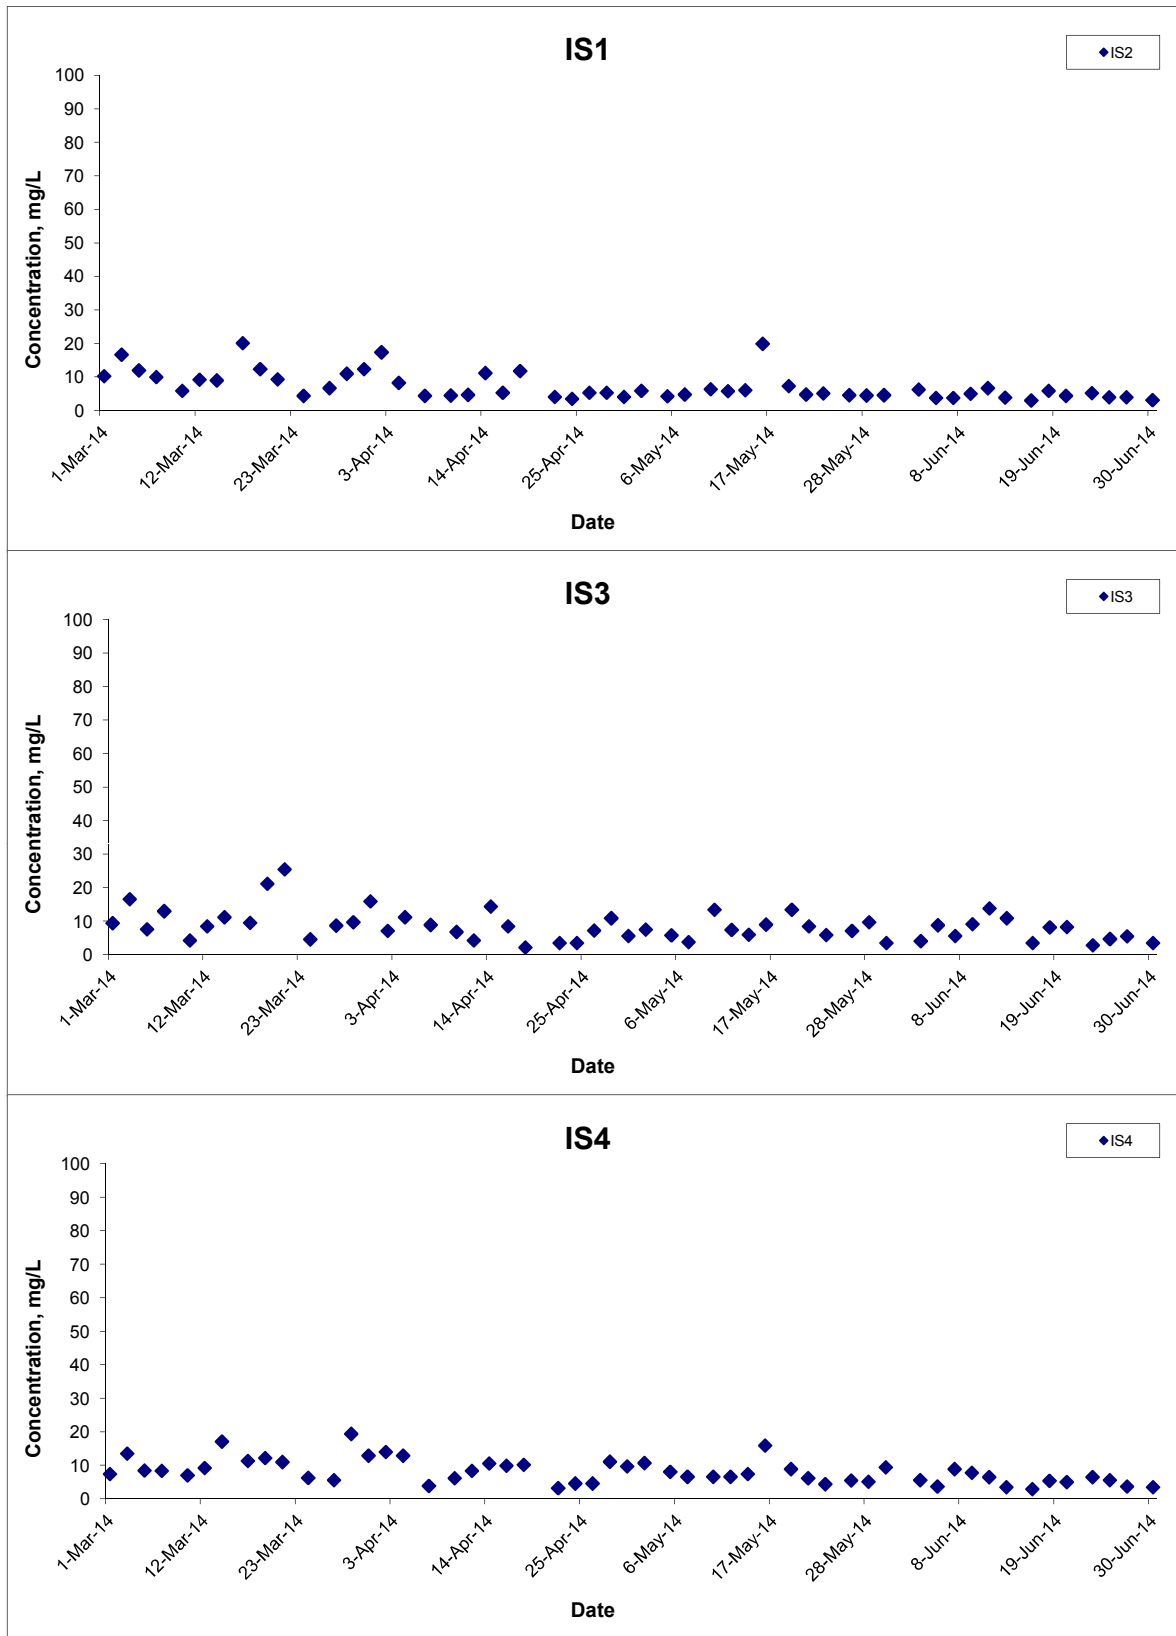 IS1
IS2
100
90
80
70
60
50
40
30
20
10
0
Concentration, mg/L
1-Mar-14
12-Mar-14
23-Mar-14
3-Apr-14
14-Apr-14
25-Apr-14
6-May-14
17-May-14
28-May-14
8-Jun-14
19-Jun-14
30-Jun-14
Date
IS3
IS3
100
90
80
70
60
50
40
30
20
10
0
Concentration, mg/L
1-Mar-14
12-Mar-14
23-Mar-14
3-Apr-14
14-Apr-14
25-Apr-14
6-May-14
17-May-14
28-May-14
8-Jun-14
19-Jun-14
30-Jun-14
Date
IS4
IS4
100
90
80
70
60
50
40
30
20
10
0
Concentration, mg/L
1-Mar-14
12-Mar-14
23-Mar-14
3-Apr-14
14-Apr-14
25-Apr-14
6-May-14
17-May-14
28-May-14
8-Jun-14
19-Jun-14
30-Jun-14
Date